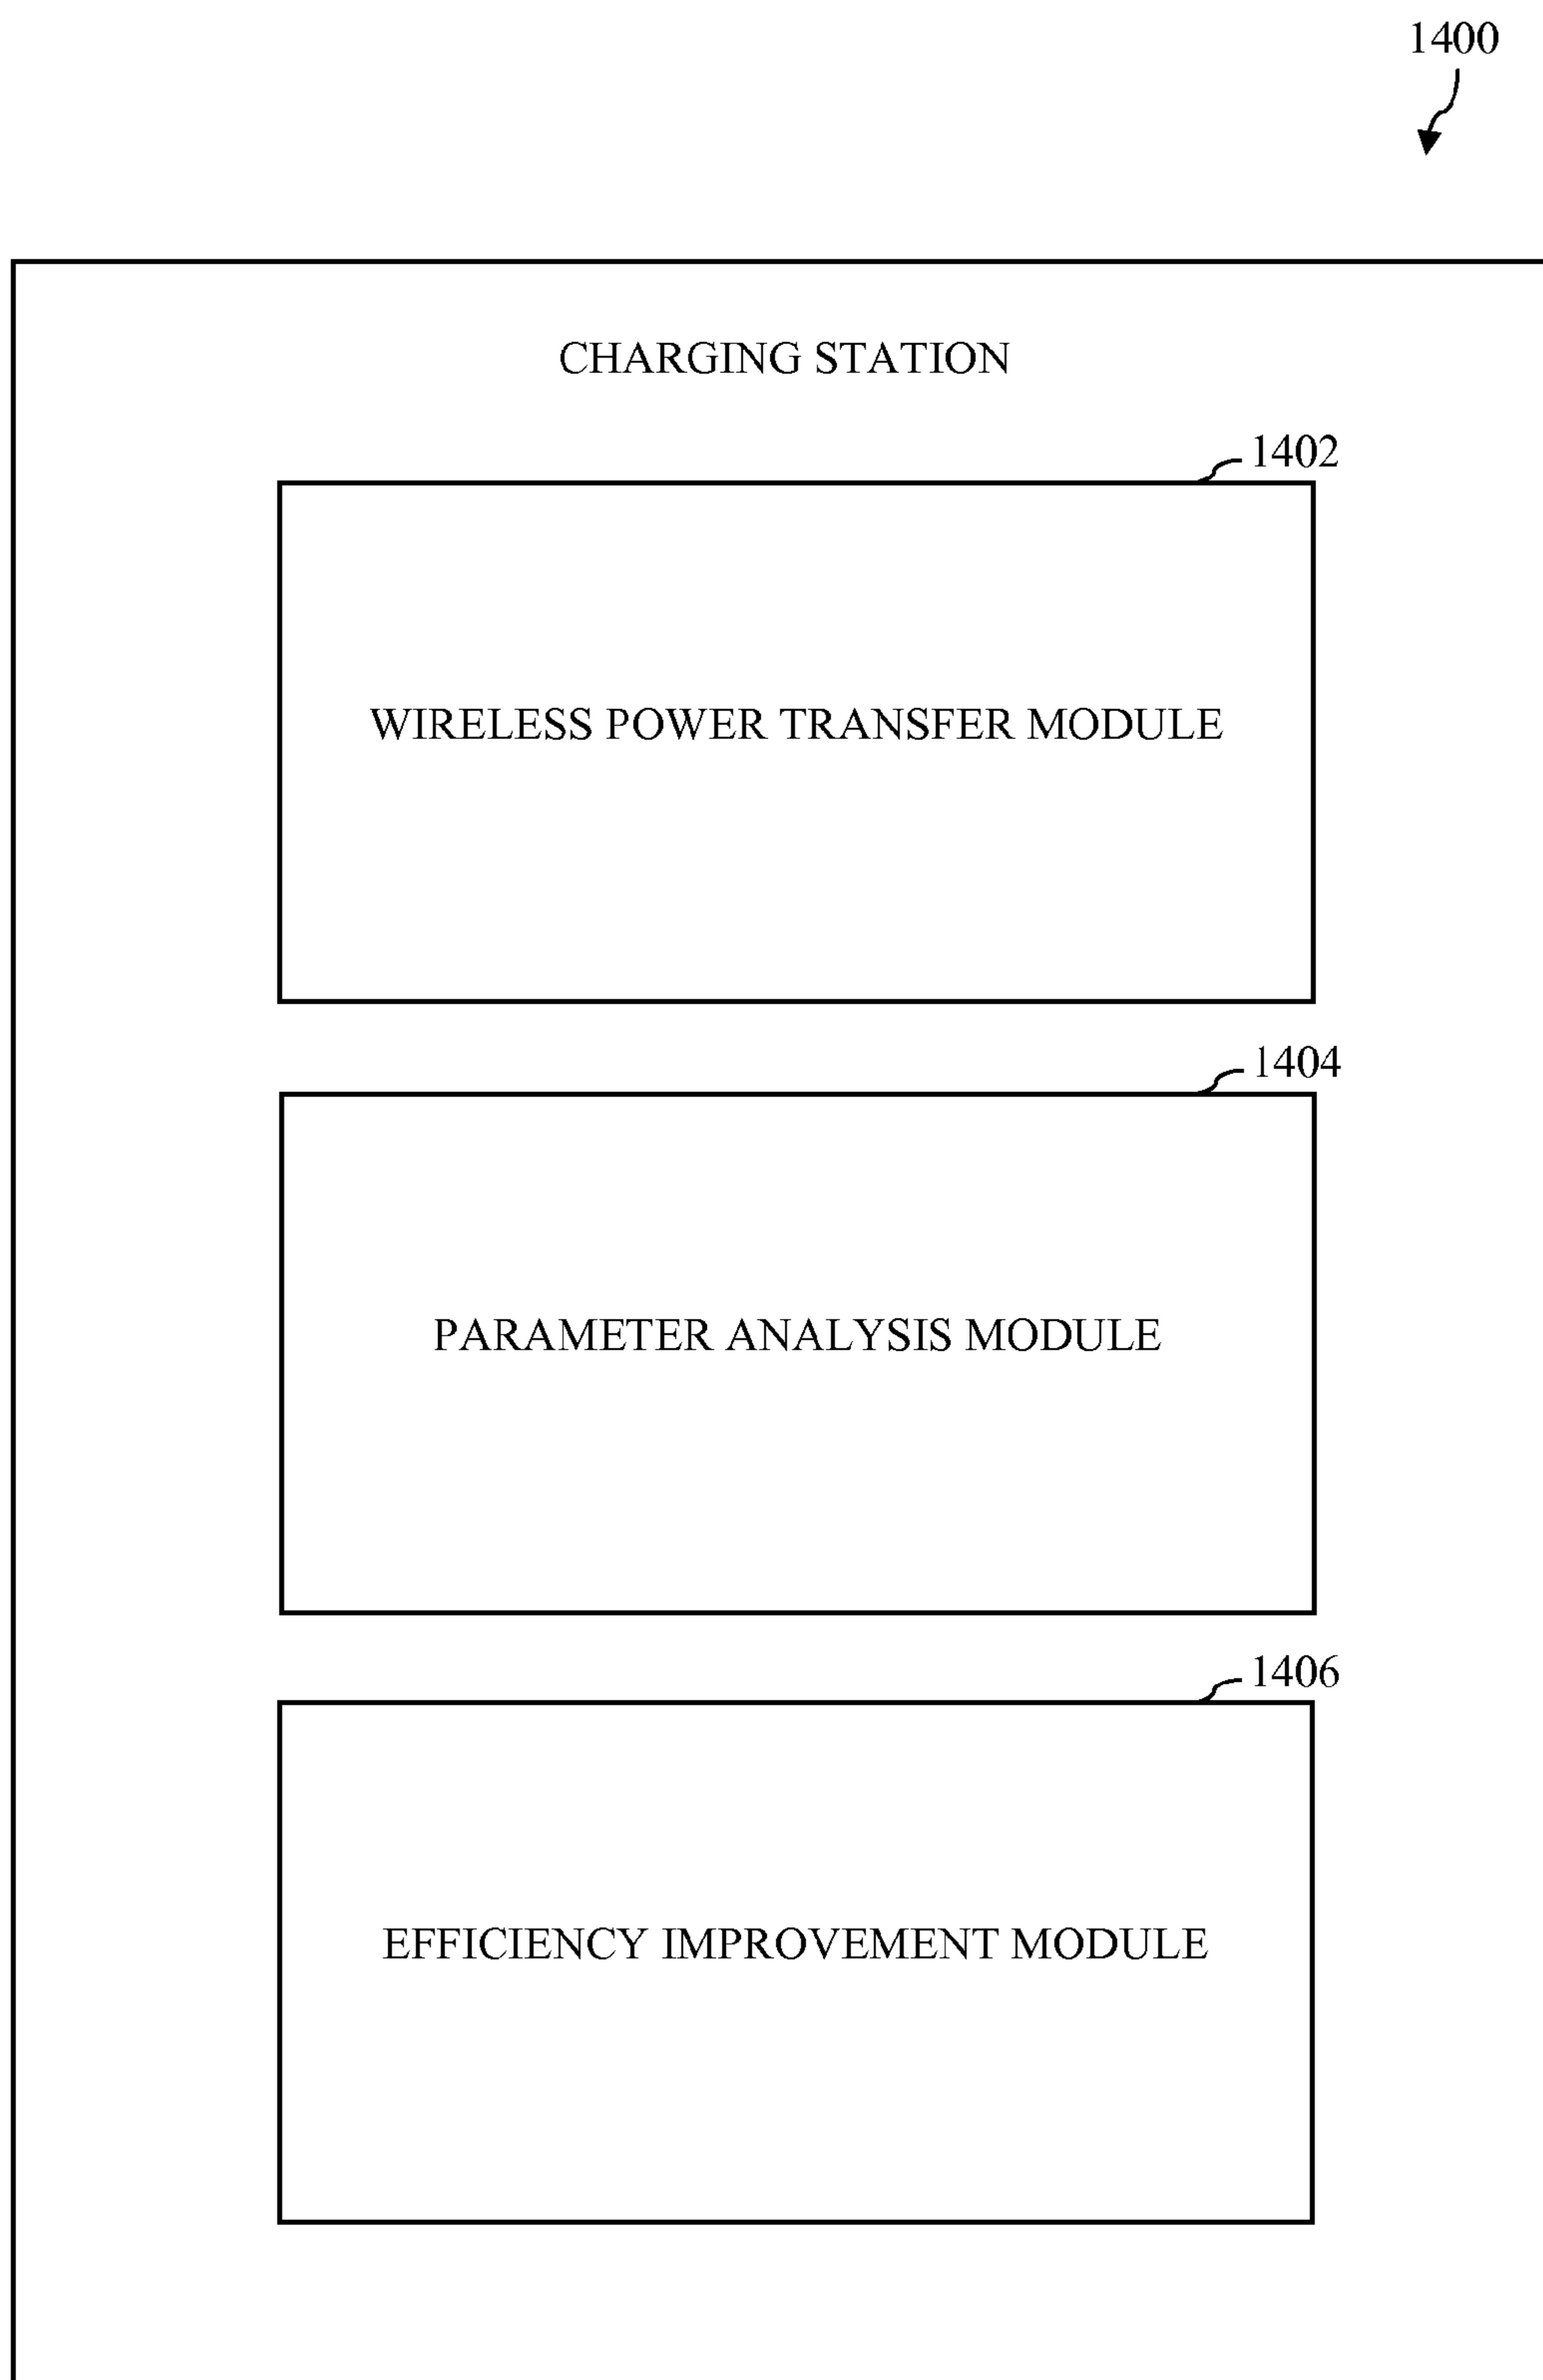 1400
CHARGING STATION
1402
WIRELESS POWER TRANSFER MODULE
1404
PARAMETER ANALYSIS MODULE
1406
EFFICIENCY IMPROVEMENT MODULE